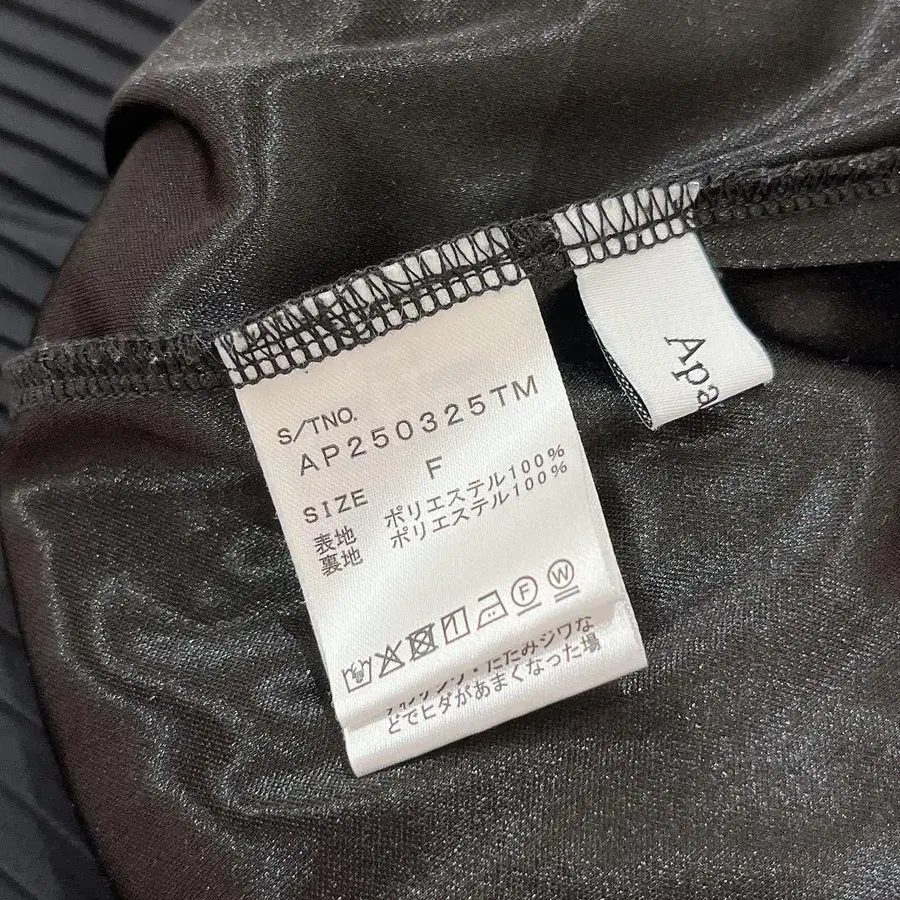 S/TNO.
AP250325TM
SIZE F
表地 ポリエステル100%
裏地 ポリエステル100%
F W
たたみジワな
どでヒダがあまくなった場
Apa